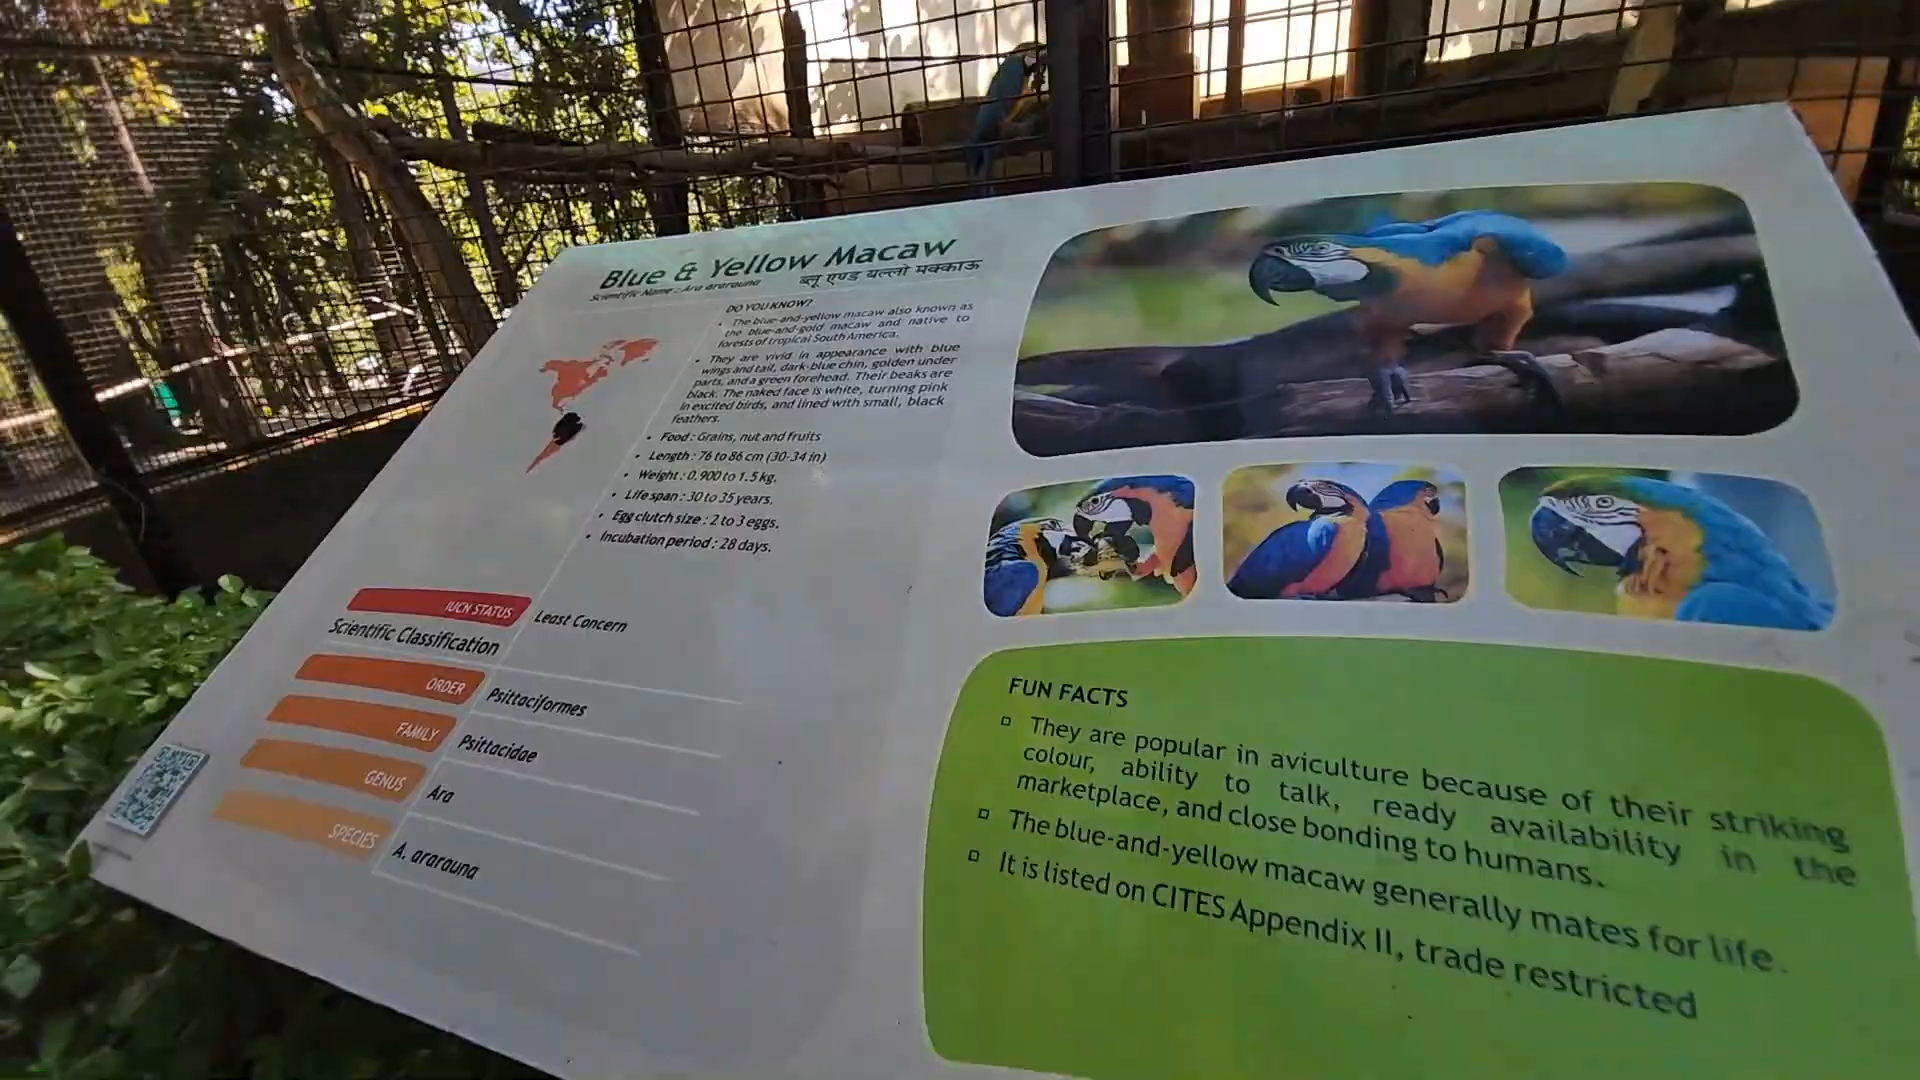 Blue & Yellow Macaw
Scientific Name : Ara ararauna
ब्लू एण्ड यल्लो मक्काऊ
DO YOU KNOW?
• The blue-and-yellow macaw also known as
the blue-and-gold macaw and native to
forests of tropical South America.
• They are vivid in appearance with blue
wings and tail, dark-blue chin, golden under
parts, and a green forehead. Their beaks are
black. The naked face is white, turning pink
in excited birds, and lined with small, black
feathers.
• Food : Grains, nut and fruits
• Length : 76 to 86 cm (30-34 in)
• Weight : 0.900 to 1.5 kg.
• Life span : 30 to 35 years.
• Egg clutch size : 2 to 3 eggs.
• Incubation period : 28 days.
IUCN STATUS Least Concern
Scientific Classification
ORDER Psittaciformes
FAMILY Psittacidae
GENUS Ara
SPECIES A. ararauna
FUN FACTS
▫ They are popular in aviculture because of their striking
colour, ability to talk, ready availability in the
marketplace, and close bonding to humans.
▫ The blue-and-yellow macaw generally mates for life.
▫ It is listed on CITES Appendix II, trade restricted